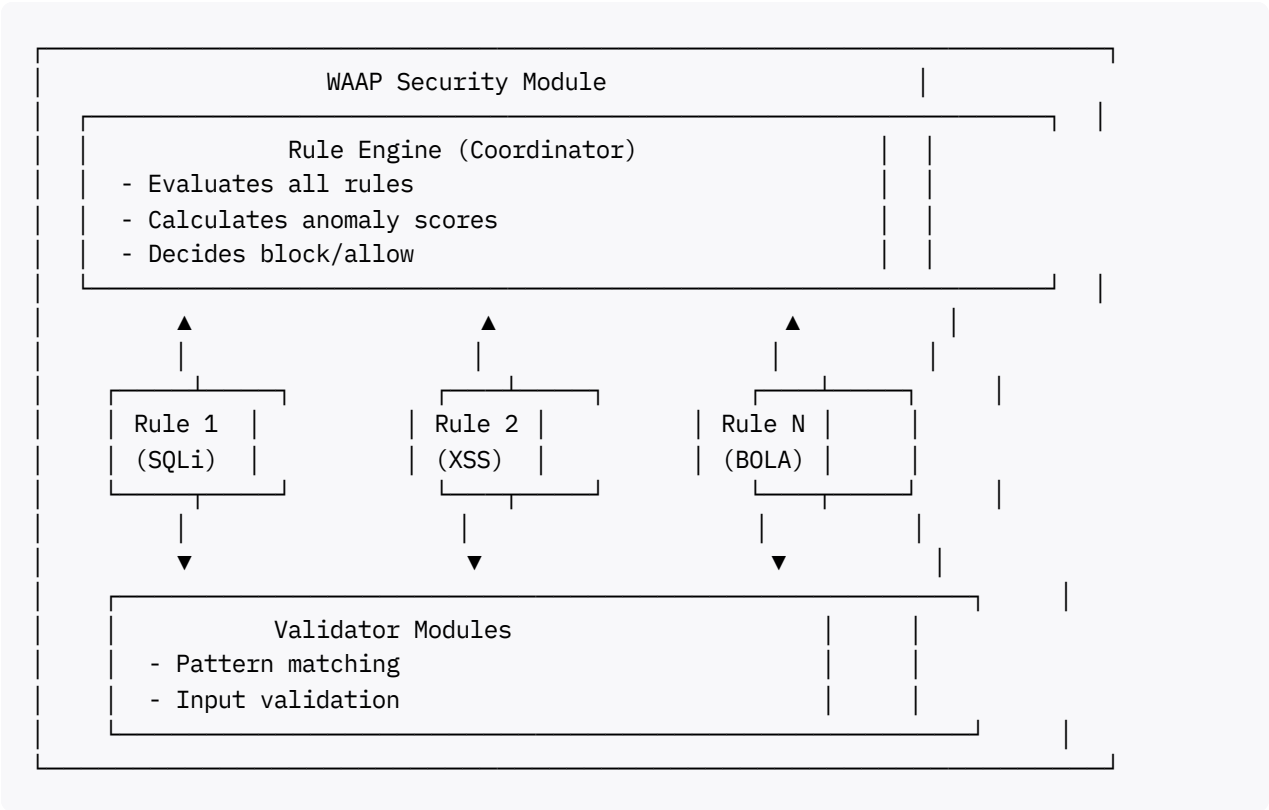 WAAP Security Module
Rule Engine (Coordinator)
- Evaluates all rules
- Calculates anomaly scores
- Decides block/allow
Rule 1 Rule 2 Rule N
(SQLi) (XSS) (BOLA)
Validator Modules
- Pattern matching
- Input validation